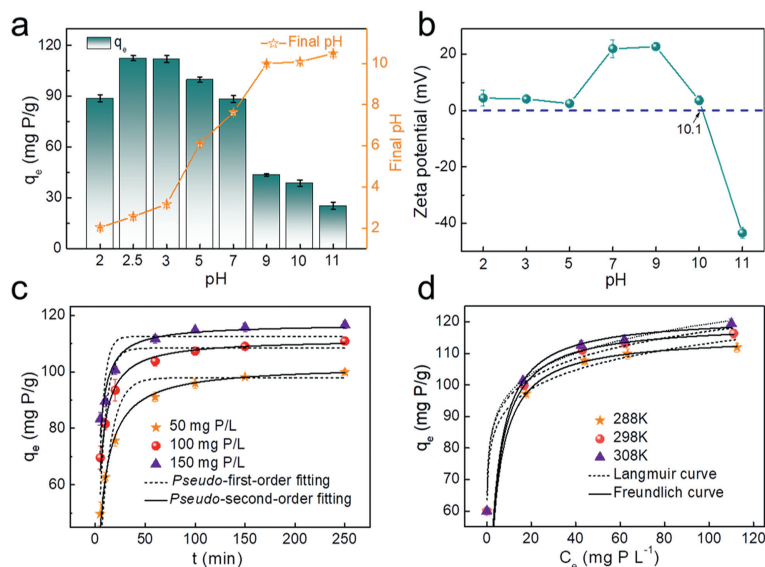 a
qe
Final pH
qe (mg P/g)
120
90
60
30
0
10
8
6
4
2
Final pH
2 2.5 3 5 7 9 10 11
pH
b
Zeta potential (mV)
20
0
-20
-40
10.1
2 3 5 7 9 10 11
pH
c
qe (mg P/g)
120
100
80
60
50 mg P/L
100 mg P/L
150 mg P/L
Pseudo-first-order fitting
Pseudo-second-order fitting
0 50 100 150 200 250
t (min)
d
qe (mg P/g)
120
110
100
90
80
70
60
288K
298K
308K
Langmuir curve
Freundlich curve
0 20 40 60 80 100 120
Ce (mg P L⁻¹)